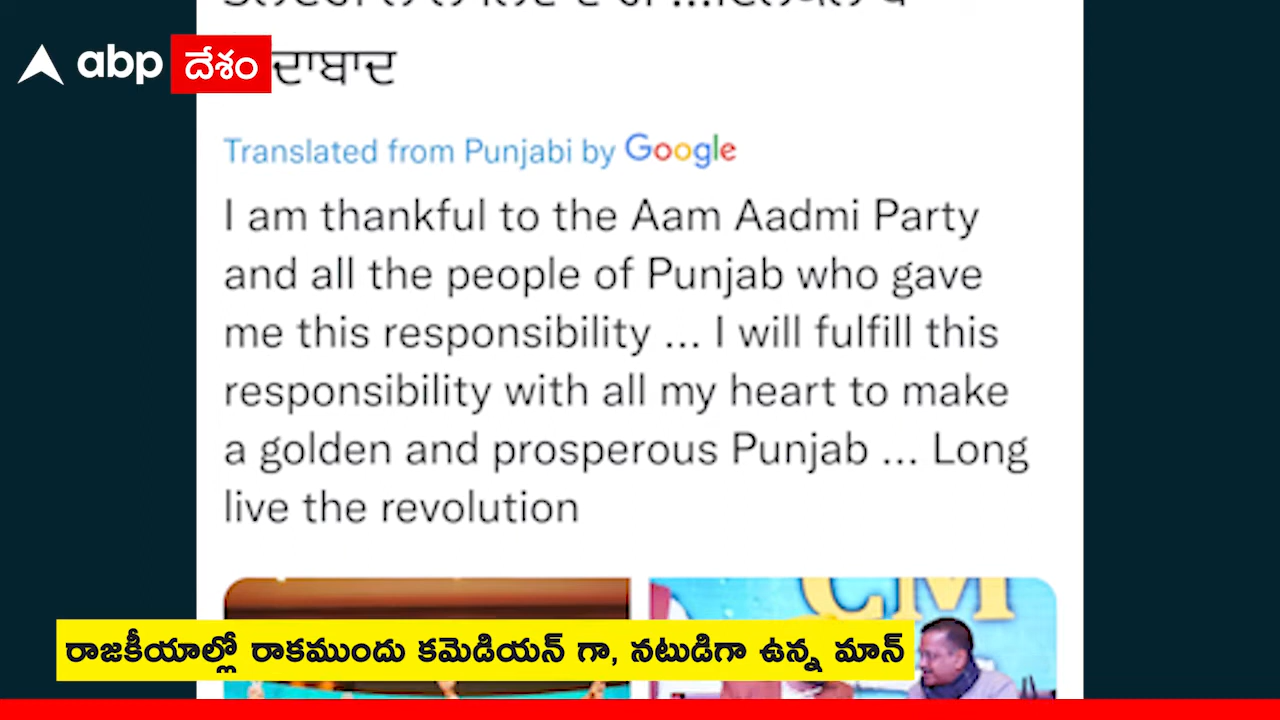 abp దేశం
ਦਾਬਾਦ
Translated from Punjabi by Google
I am thankful to the Aam Aadmi Party
and all the people of Punjab who gave
me this responsibility ... I will fulfill this
responsibility with all my heart to make
a golden and prosperous Punjab ... Long
live the revolution
CM
రాజకీయాల్లో రాకముందు కమెడియన్ గా, నటుడిగా ఉన్న మాన్